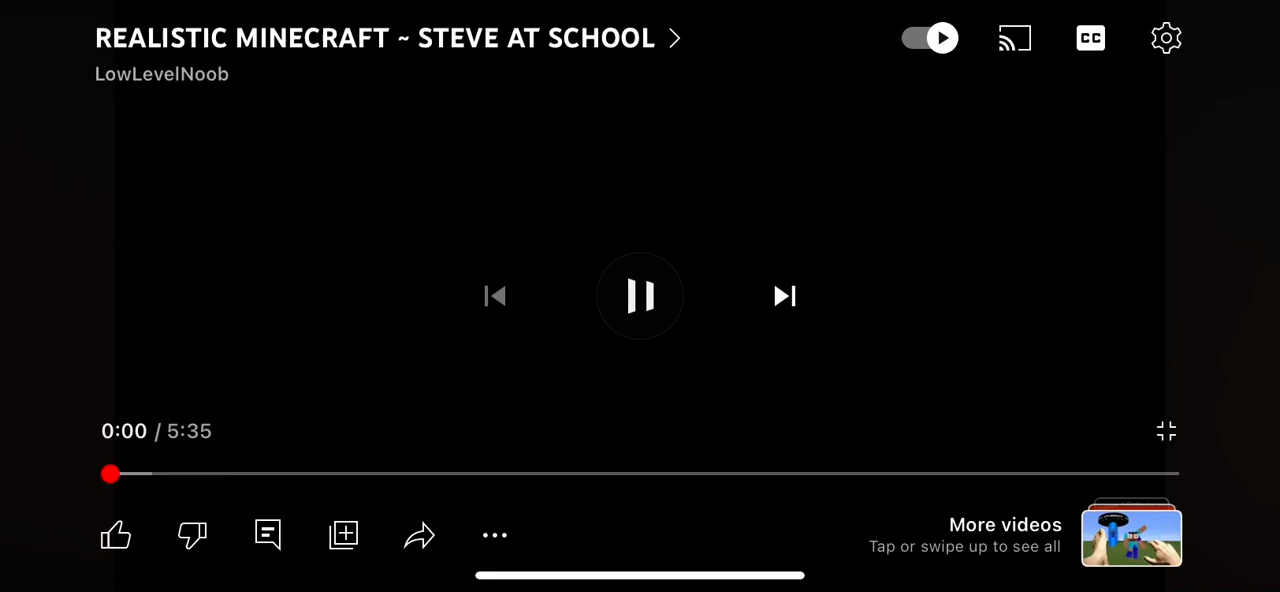 REALISTIC MINECRAFT ~ STEVE AT SCHOOL
LowLevelNoob
CC
0:00 / 5:35
More videos
Tap or swipe up to see all